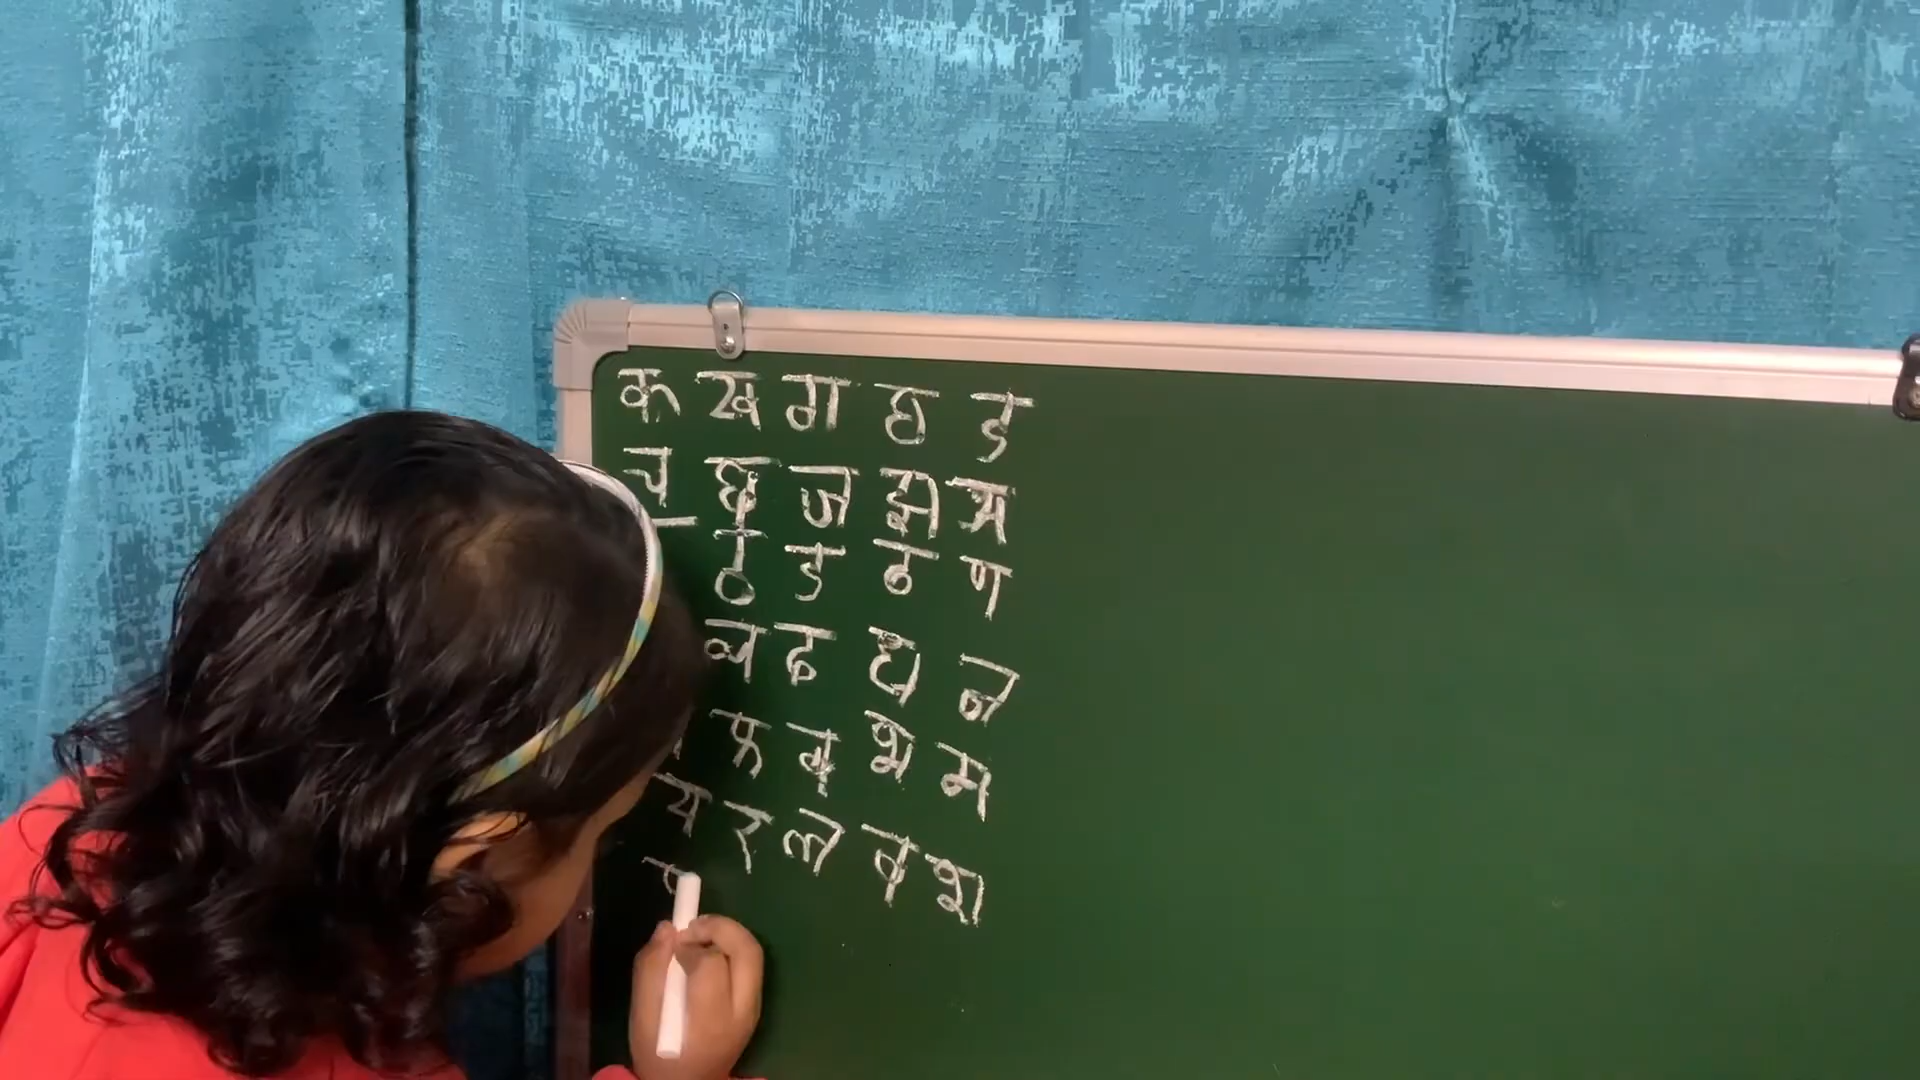 क ख ग घ ङ
च छ ज झ ञ
ठ ड ढ ण
थ द ध न
फ ब भ म
य र ल व श